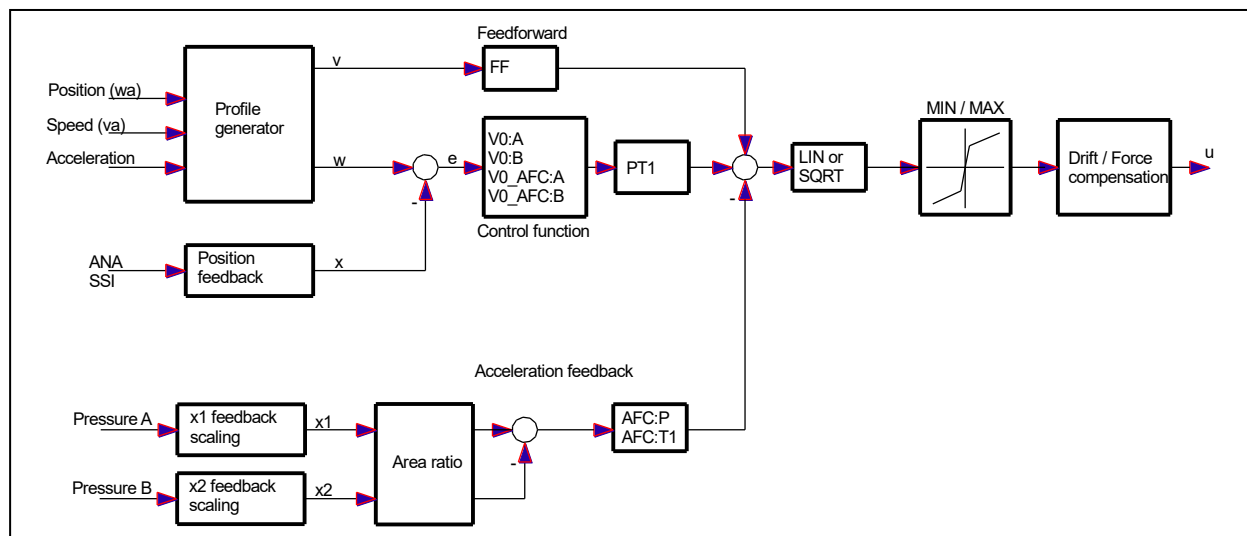 Feedforward
v
FF
Position (wa)
Speed (va)
Acceleration
Profile
generator
MIN / MAX
w
e
V0:A
V0:B
V0_AFC:A
V0_AFC:B
PT1
LIN or
SQRT
Drift / Force
compensation
u
-
-
Control function
ANA
SSI
Position
feedback
x
Acceleration feedback
Pressure A
x1 feedback
scaling
x1
AFC:P
AFC:T1
Area ratio
-
Pressure B
x2 feedback
scaling
x2